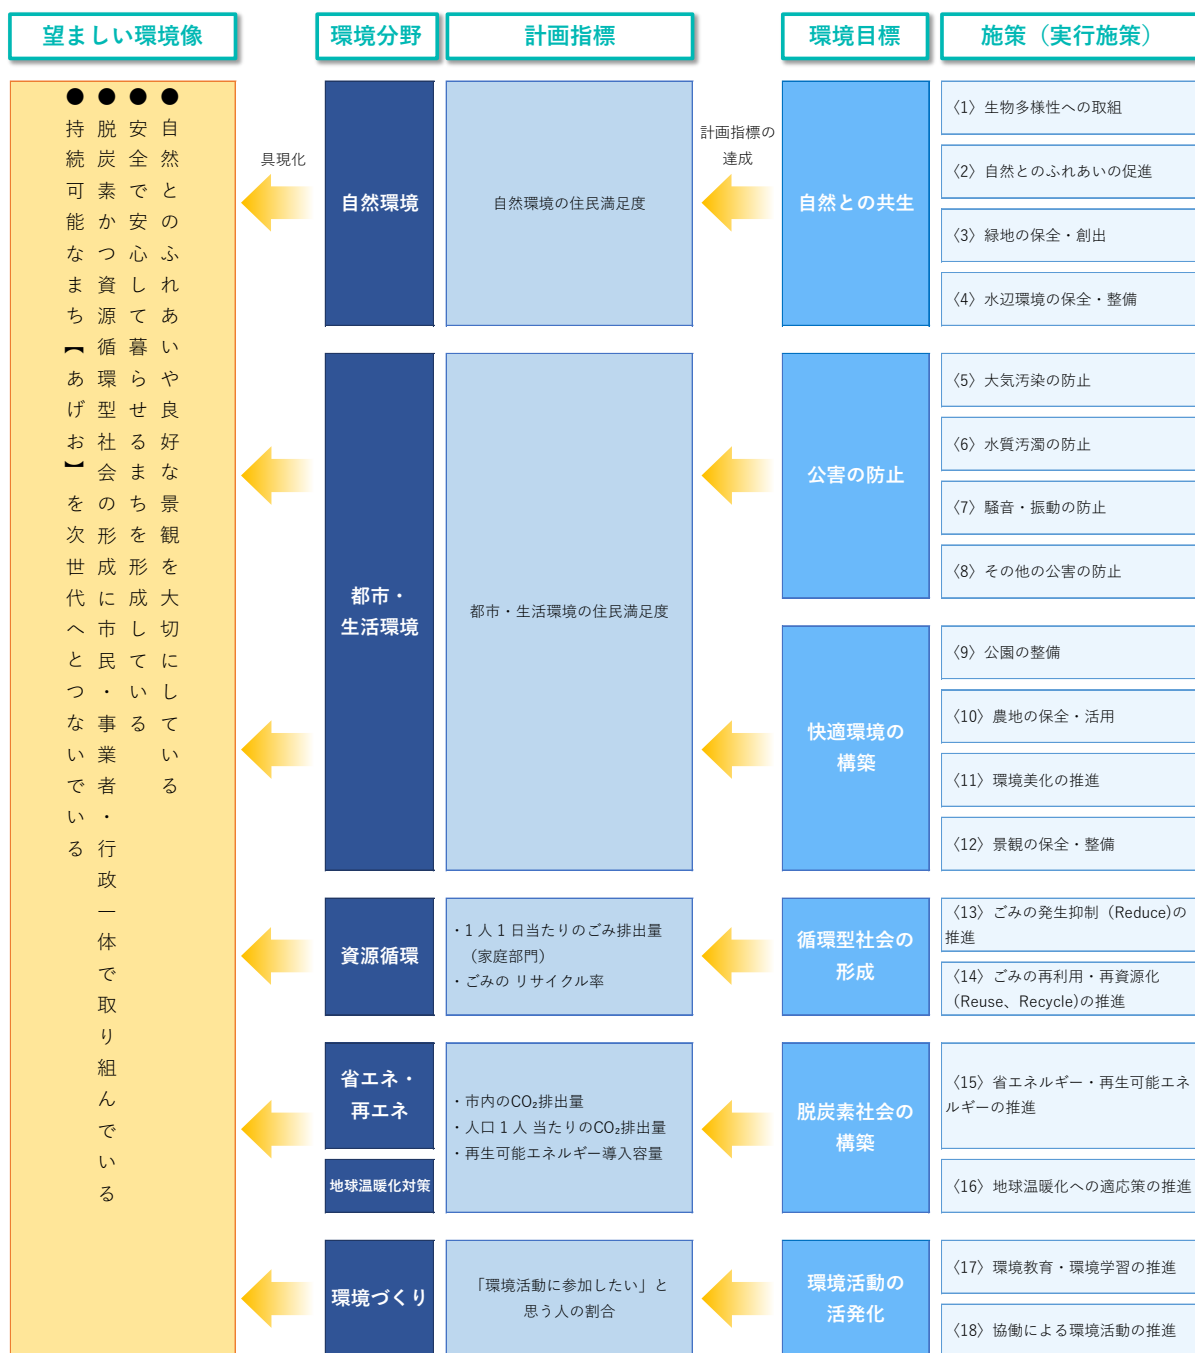 望ましい環境像
環境分野
計画指標
環境目標
施策（実行施策）
●自然とのふれあいや良好な景観を大切にしている
●安全で安心して暮らせるまちを形成している
●脱炭素かつ資源循環型社会の形成に市民・事業者・行政一体で取り組んでいる
●持続可能なまち【あげお】を次世代へとつないでいる
具現化
自然環境
自然環境の住民満足度
計画指標の
達成
自然との共生
〈1〉生物多様性への取組
〈2〉自然とのふれあいの促進
〈3〉緑地の保全・創出
〈4〉水辺環境の保全・整備
都市・
生活環境
都市・生活環境の住民満足度
公害の防止
〈5〉大気汚染の防止
〈6〉水質汚濁の防止
〈7〉騒音・振動の防止
〈8〉その他の公害の防止
快適環境の
構築
〈9〉公園の整備
〈10〉農地の保全・活用
〈11〉環境美化の推進
〈12〉景観の保全・整備
資源循環
・1 人 1 日当たりのごみ排出量
（家庭部門）
・ごみの リサイクル率
循環型社会の
形成
〈13〉ごみの発生抑制（Reduce)の
推進
〈14〉ごみの再利用・再資源化
(Reuse、Recycle)の推進
省エネ・
再エネ
地球温暖化対策
・市内のCO₂排出量
・人口 1 人 当たりのCO₂排出量
・再生可能エネルギー導入容量
脱炭素社会の
構築
〈15〉省エネルギー・再生可能エネ
ルギーの推進
〈16〉地球温暖化への適応策の推進
環境づくり
「環境活動に参加したい」と
思う人の割合
環境活動の
活発化
〈17〉環境教育・環境学習の推進
〈18〉協働による環境活動の推進